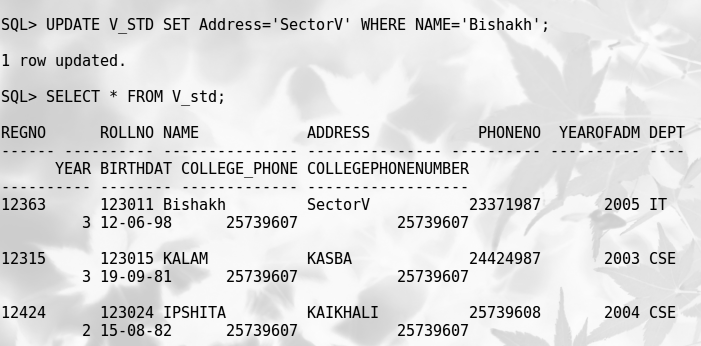 SQL> UPDATE V_STD SET Address='SectorV' WHERE NAME='Bishakh';
1 row updated.
SQL> SELECT * FROM V_std;
REGNO      ROLLNO NAME            ADDRESS            PHONENO  YEAROFADM DEPT
------ ---------- --------------- --------------- ---------- ---------- ----
      YEAR BIRTHDAT COLLEGE_PHONE COLLEGEPHONENUMBER
---------- -------- ------------- ------------------
12363      123011 Bishakh         SectorV           23371987       2005 IT
         3 12-06-98      25739607           25739607
12315      123015 KALAM           KASBA             24424987       2003 CSE
         3 19-09-81      25739607           25739607
12424      123024 IPSHITA         KAIKHALI          25739608       2004 CSE
         2 15-08-82      25739607           25739607